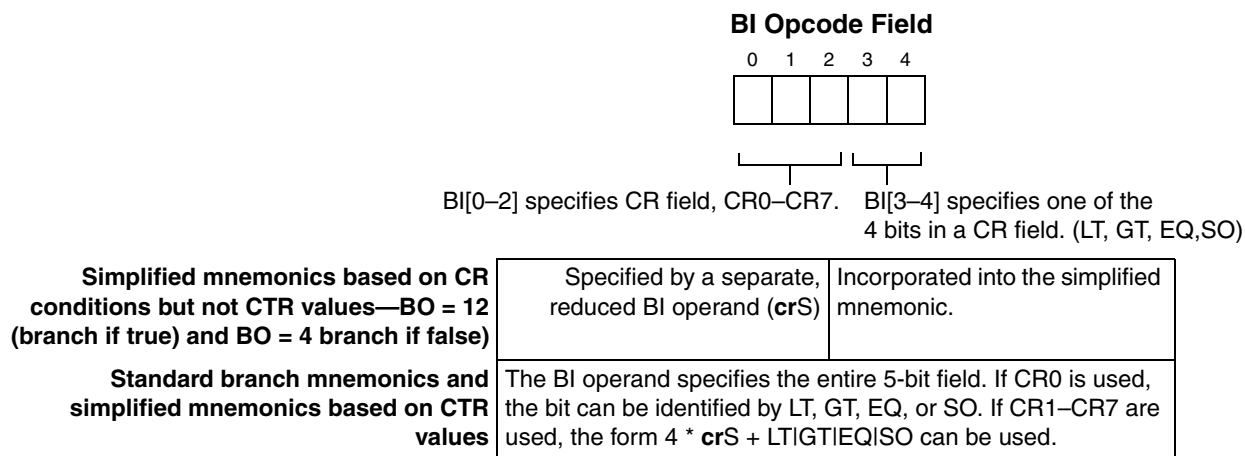 BI Opcode Field
0 1 2 3 4
BI[0–2] specifies CR field, CR0–CR7.
BI[3–4] specifies one of the
4 bits in a CR field. (LT, GT, EQ,SO)
Simplified mnemonics based on CR
conditions but not CTR values—BO = 12
(branch if true) and BO = 4 branch if false)
Specified by a separate,
reduced BI operand (crS)
Incorporated into the simplified
mnemonic.
Standard branch mnemonics and
simplified mnemonics based on CTR
values
The BI operand specifies the entire 5-bit field. If CR0 is used,
the bit can be identified by LT, GT, EQ, or SO. If CR1–CR7 are
used, the form 4 * crS + LT|GT|EQ|SO can be used.